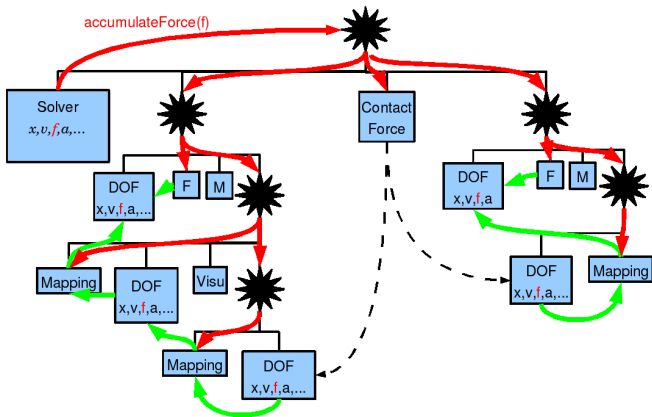 accumulateForce(f)
Solver
x,v,f,a,...
Contact
Force
DOF
x,v,f,a,...
F
M
DOF
x,v,f,a
F
M
Mapping
DOF
x,v,f,a,...
Visu
DOF
x,v,f,a,...
Mapping
Mapping
DOF
x,v,f,a,...